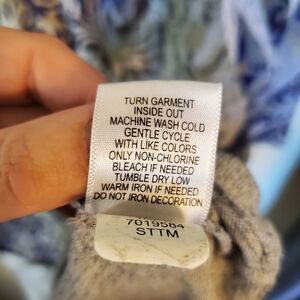 TURN GARMENT
INSIDE OUT
MACHINE WASH COLD
GENTLE CYCLE
WITH LIKE COLORS
ONLY NON-CHLORINE
BLEACH IF NEEDED
TUMBLE DRY LOW
WARM IRON IF NEEDED
DO NOT IRON DECORATION
7019584
STTM